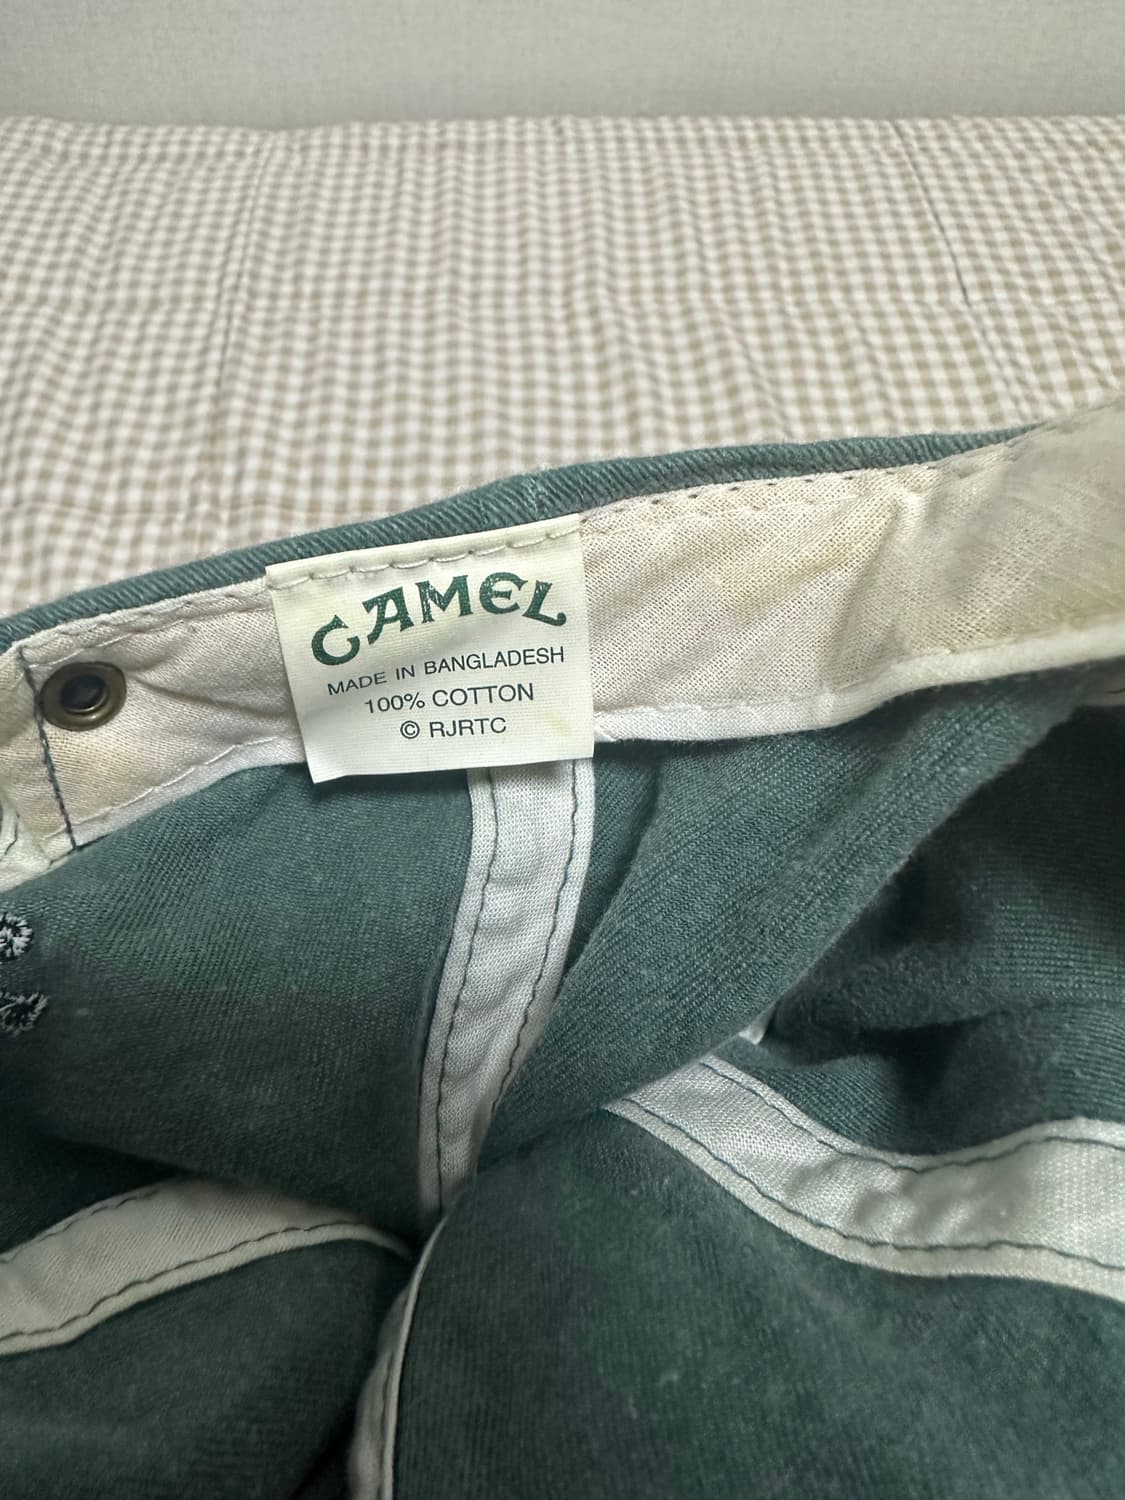 CAMEL
MADE IN BANGLADESH
100% COTTON
© RJRTC